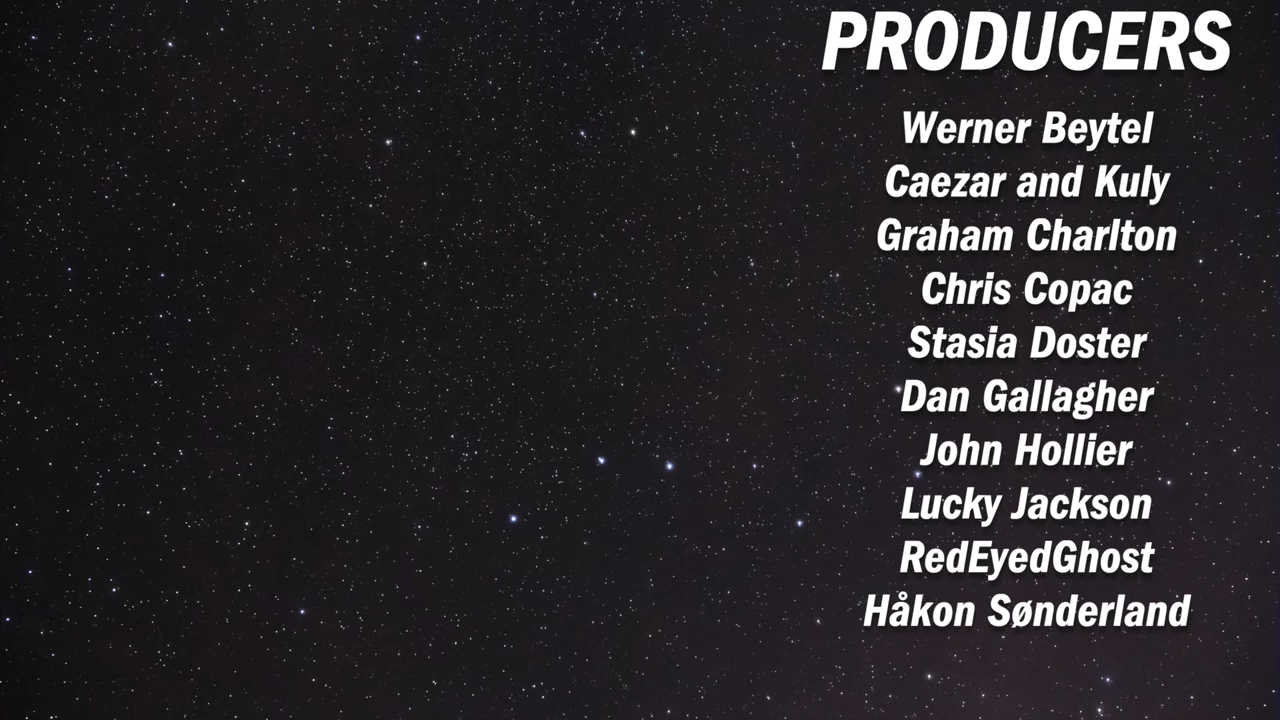 PRODUCERS
Werner Beytel
Caezar and Kuly
Graham Charlton
Chris Copac
Stasia Doster
Dan Gallagher
John Hollier
Lucky Jackson
RedEyedGhost
Håkon Sønderland